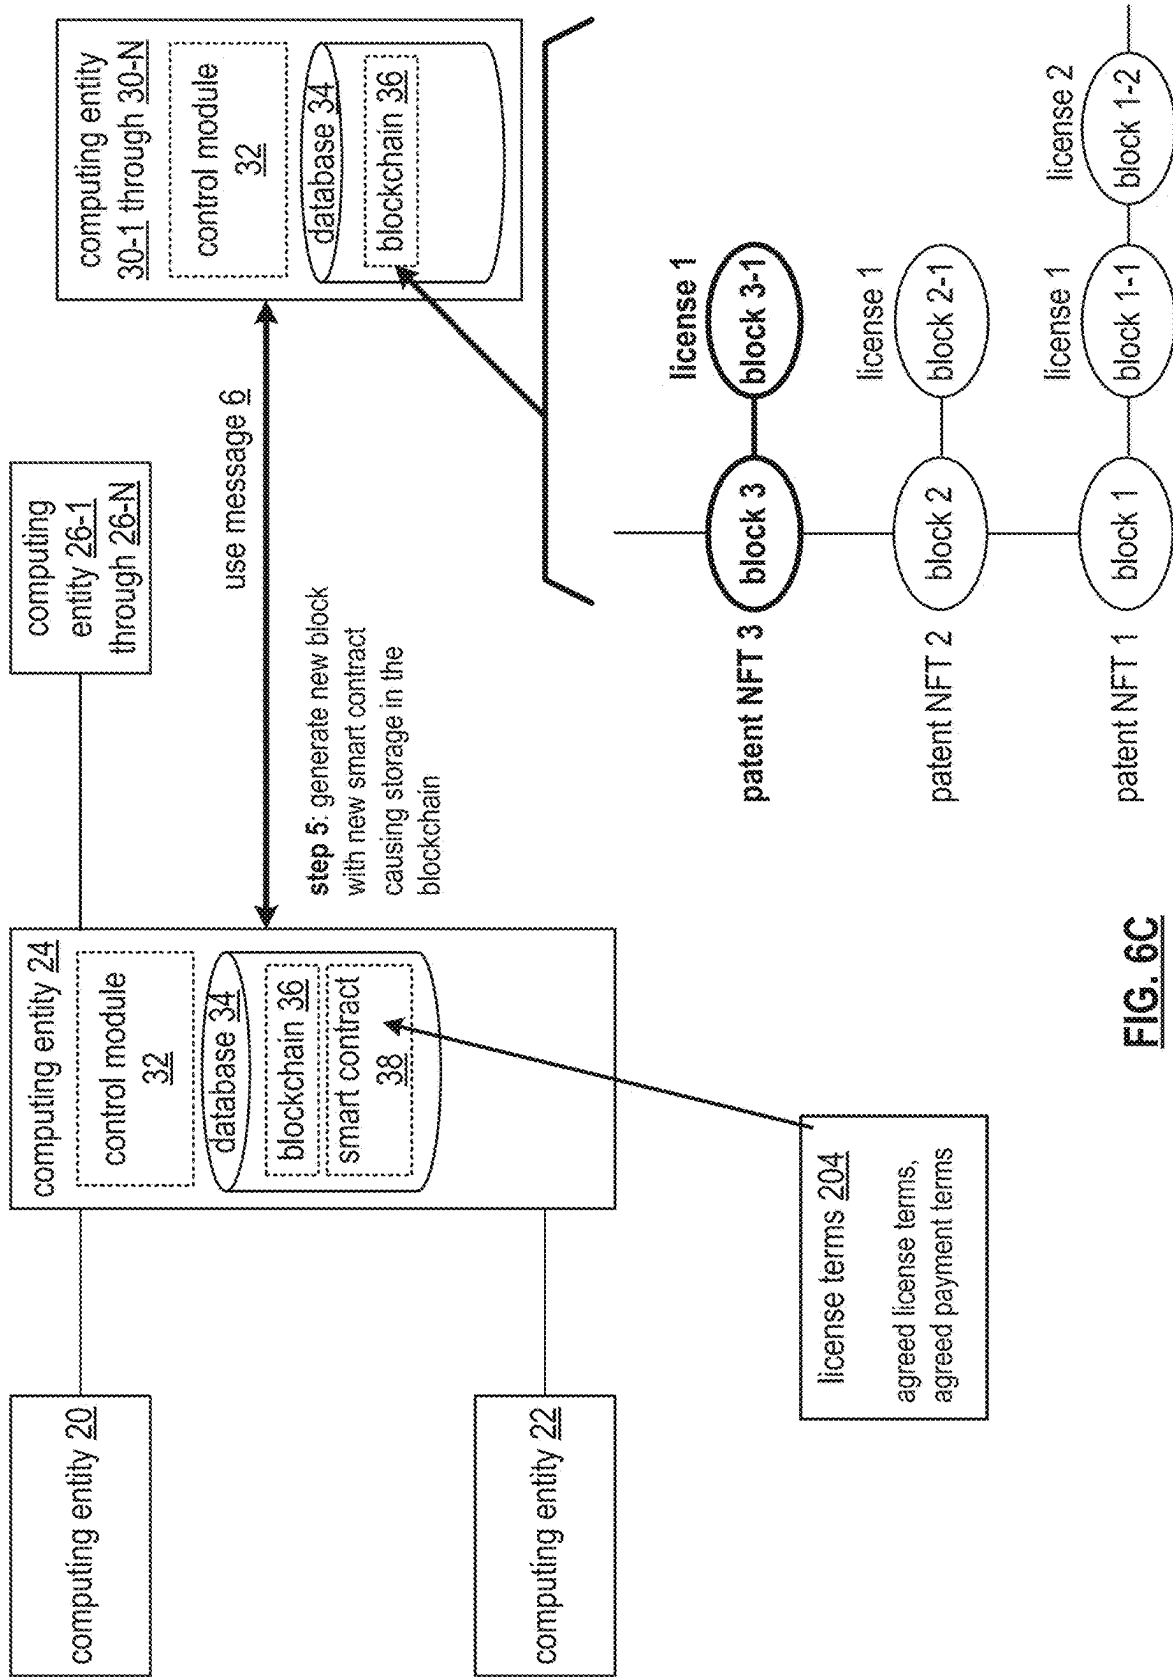 computing entity 20
computing entity 22
computing entity 24
control module
32
database 34
blockchain 36
smart contract
38
computing
entity 26-1
through 26-N
use message 6
step 5: generate new block
with new smart contract
causing storage in the
blockchain
computing entity
30-1 through 30-N
control module
32
database 34
blockchain 36
license terms 204
agreed license terms,
agreed payment terms
license 1
patent NFT 3
block 3
block 3-1
license 1
patent NFT 2
block 2
block 2-1
license 1
license 2
patent NFT 1
block 1
block 1-1
block 1-2
FIG. 6C